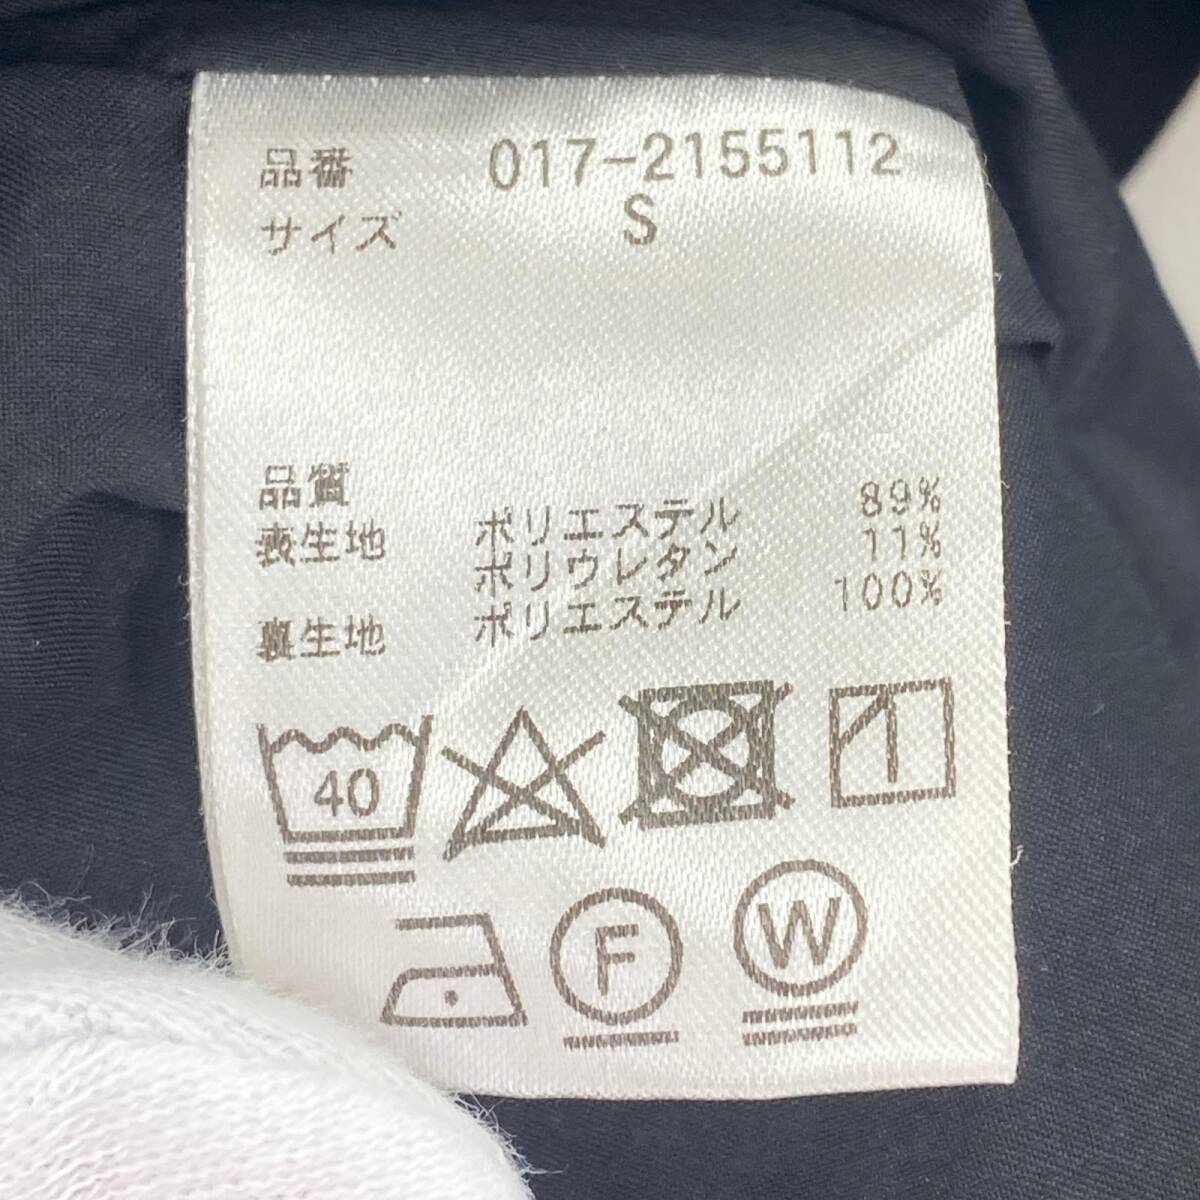 品番 017-2155112
サイズ S
品質
表生地 ポリエステル 89%
ポリウレタン 11%
裏生地 ポリエステル 100%
40
F W